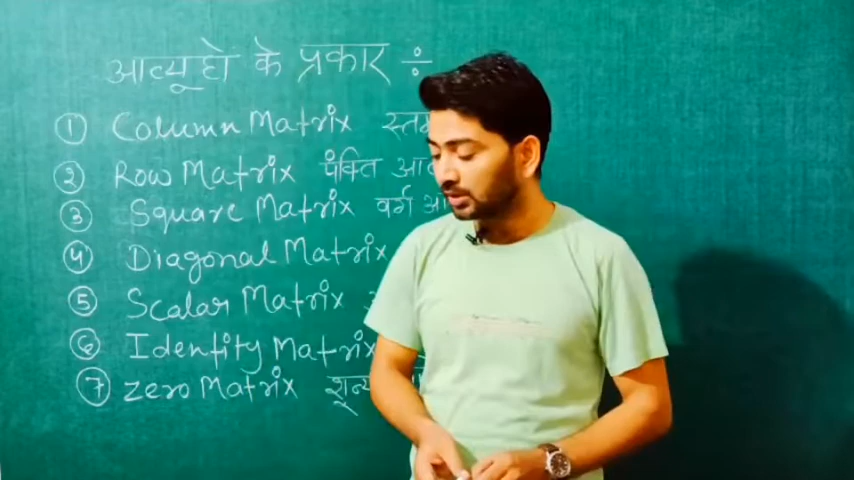 आव्यूहों के प्रकार ÷
① Column Matrix
② Row Matrix पंक्ति
③ Square Matrix वर्ग
④ Diagonal Matrix
⑤ Scalar Matrix
⑥ Identity Matrix
⑦ Zero Matrix